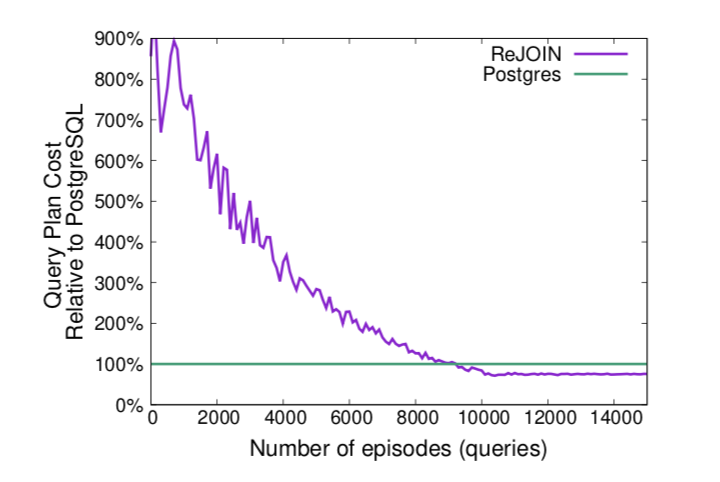 900%
800%
700%
600%
500%
400%
300%
200%
100%
0%
Query Plan Cost
Relative to PostgreSQL
ReJOIN
Postgres
0 2000 4000 6000 8000 10000 12000 14000
Number of episodes (queries)